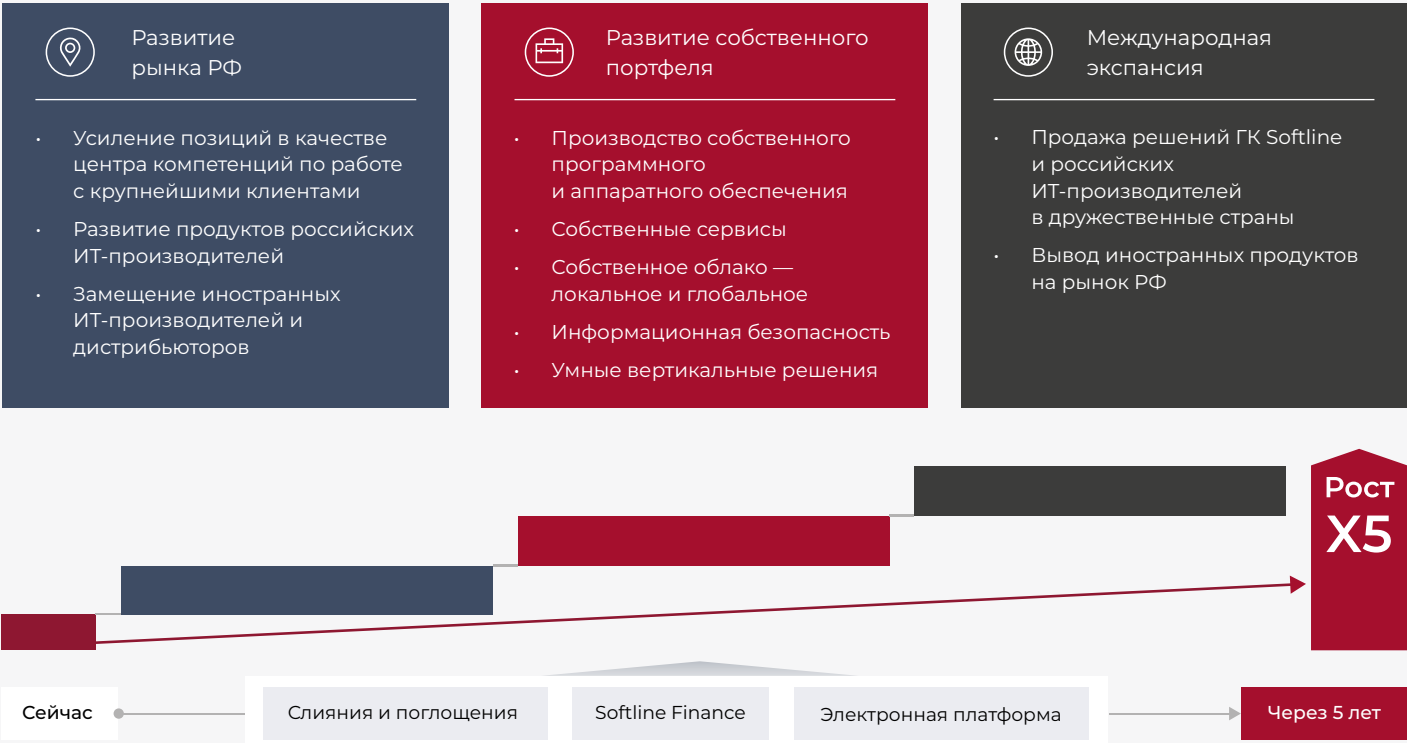 Развитие
рынка РФ
• Усиление позиций в качестве
центра компетенций по работе
с крупнейшими клиентами
• Развитие продуктов российских
ИТ-производителей
• Замещение иностранных
ИТ-производителей и
дистрибьюторов
Развитие собственного
портфеля
• Производство собственного
программного
и аппаратного обеспечения
• Собственные сервисы
• Собственное облако —
локальное и глобальное
• Информационная безопасность
• Умные вертикальные решения
Международная
экспансия
• Продажа решений ГК Softline
и российских
ИТ-производителей
в дружественные страны
• Вывод иностранных продуктов
на рынок РФ
Рост
X5
Сейчас
Слияния и поглощения
Softline Finance
Электронная платформа
Через 5 лет